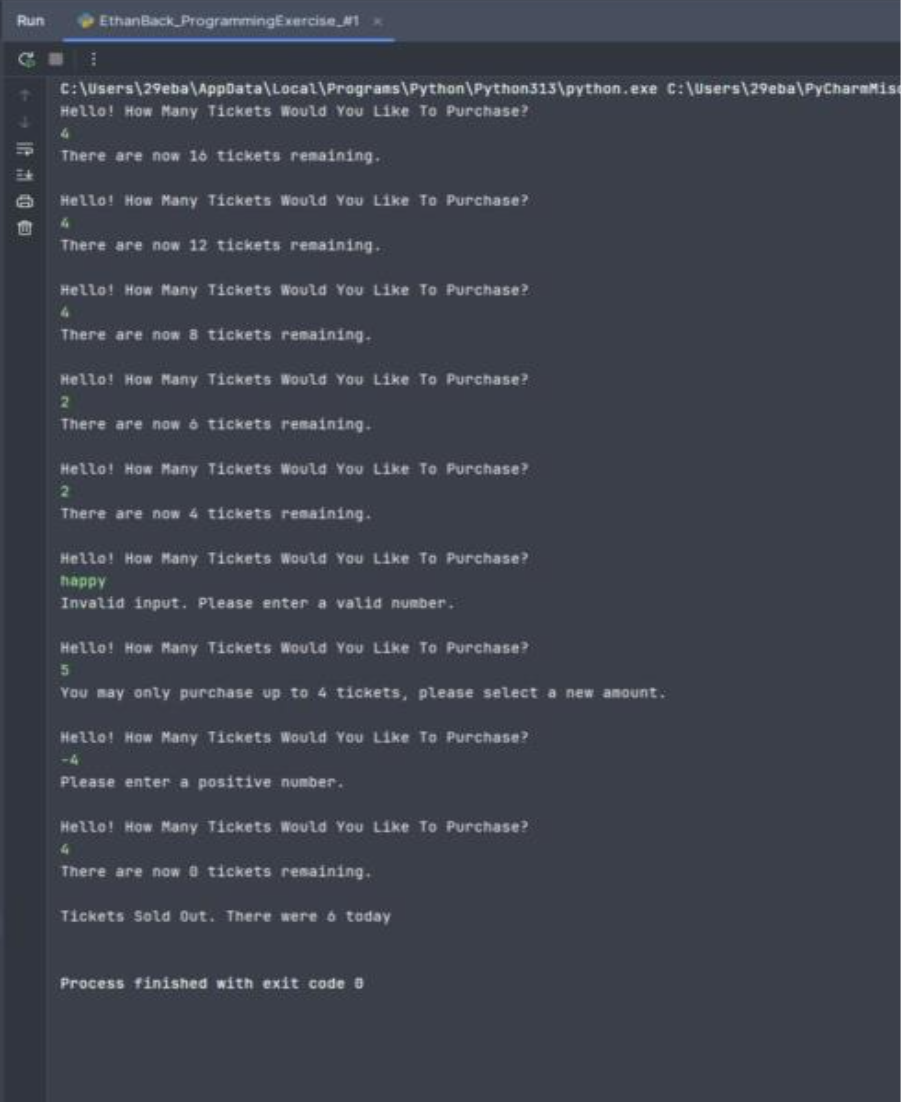 Run EthanBack_ProgrammingExercise_#1 ×
C:\Users\29eba\AppData\Local\Programs\Python\Python313\python.exe C:\Users\29eba\PyCharmMisc
Hello! How Many Tickets Would You Like To Purchase?
4
There are now 16 tickets remaining.
Hello! How Many Tickets Would You Like To Purchase?
4
There are now 12 tickets remaining.
Hello! How Many Tickets Would You Like To Purchase?
4
There are now 8 tickets remaining.
Hello! How Many Tickets Would You Like To Purchase?
2
There are now 6 tickets remaining.
Hello! How Many Tickets Would You Like To Purchase?
2
There are now 4 tickets remaining.
Hello! How Many Tickets Would You Like To Purchase?
happy
Invalid input. Please enter a valid number.
Hello! How Many Tickets Would You Like To Purchase?
5
You may only purchase up to 4 tickets, please select a new amount.
Hello! How Many Tickets Would You Like To Purchase?
-4
Please enter a positive number.
Hello! How Many Tickets Would You Like To Purchase?
4
There are now 0 tickets remaining.
Tickets Sold Out. There were 6 today
Process finished with exit code 0